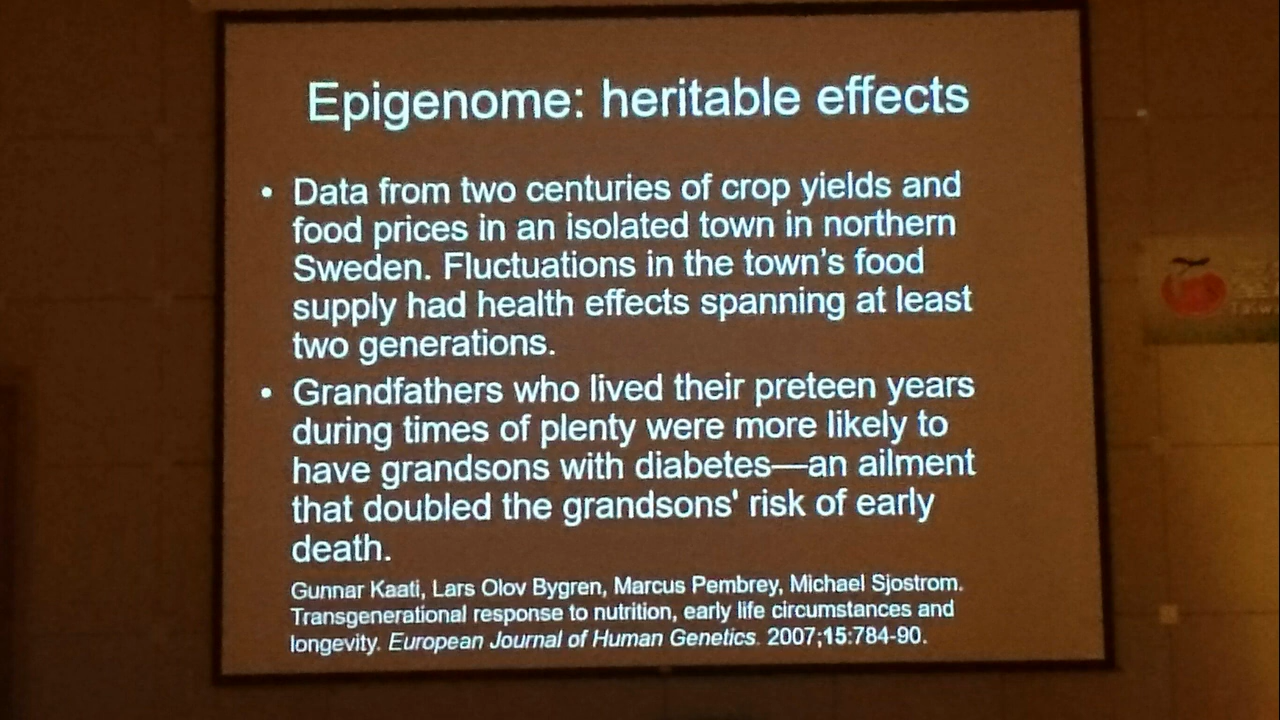 Epigenome: heritable effects
• Data from two centuries of crop yields and
food prices in an isolated town in northern
Sweden. Fluctuations in the town's food
supply had health effects spanning at least
two generations.
• Grandfathers who lived their preteen years
during times of plenty were more likely to
have grandsons with diabetes—an ailment
that doubled the grandsons' risk of early
death.
Gunnar Kaati, Lars Olov Bygren, Marcus Pembrey, Michael Sjostrom.
Transgenerational response to nutrition, early life circumstances and
longevity. European Journal of Human Genetics. 2007;15:784-90.